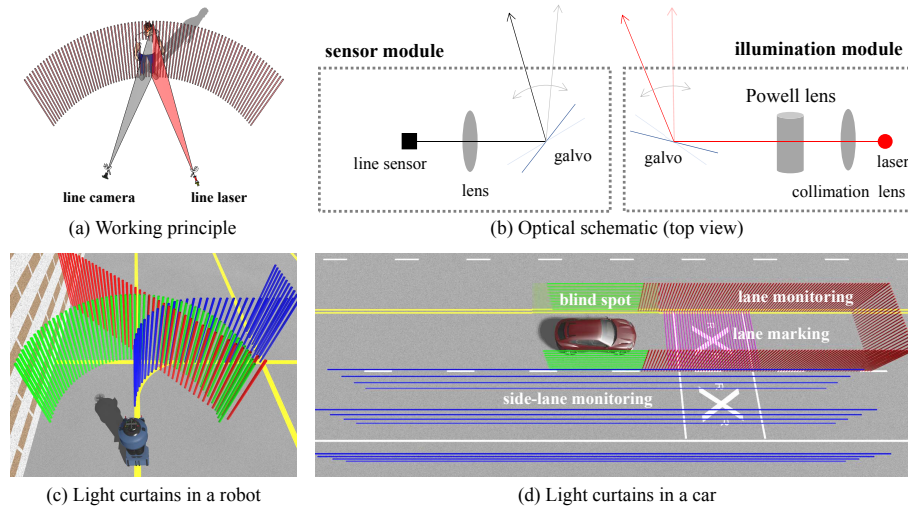 line camera
line laser
(a) Working principle
sensor module
illumination module
Powell lens
line sensor
galvo
galvo
laser
lens
collimation lens
(b) Optical schematic (top view)
(c) Light curtains in a robot
blind spot
lane monitoring
lane marking
side-lane monitoring
(d) Light curtains in a car